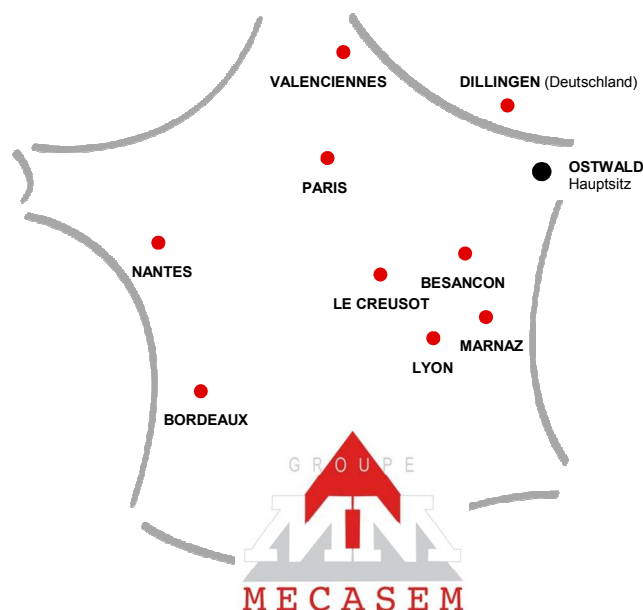 VALENCIENNES
DILLINGEN (Deutschland)
PARIS
OSTWALD
Hauptsitz
NANTES
BESANCON
LE CREUSOT
MARNAZ
LYON
BORDEAUX
GROUPE
MECASEM